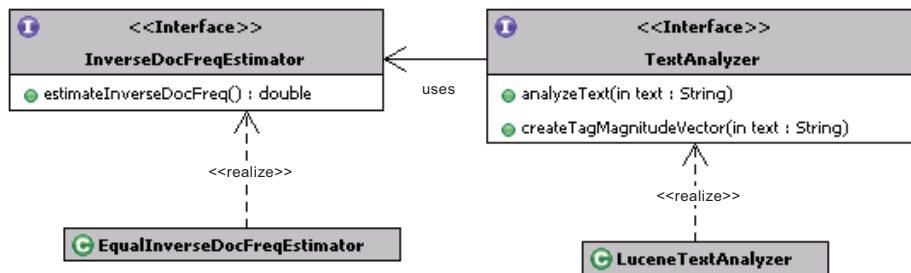 I
<<Interface>>
InverseDocFreqEstimator
estimateInverseDocFreq() : double
I
<<Interface>>
TextAnalyzer
analyzeText(in text : String)
createTagMagnitudeVector(in text : String)
uses
<<realize>>
<<realize>>
C EqualInverseDocFreqEstimator
C LuceneTextAnalyzer